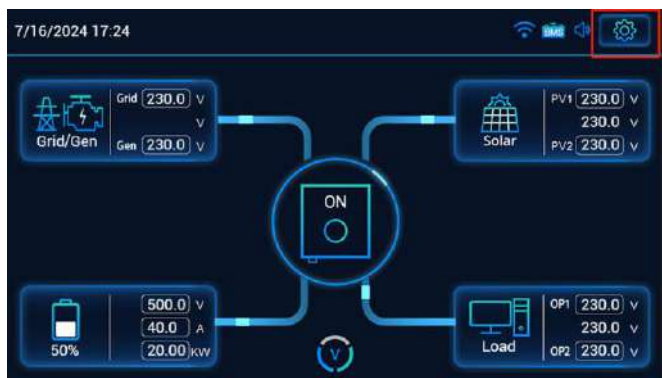 7/16/2024 17:24
BMS
Grid 230.0 V
V
Gen 230.0 V
Grid/Gen
PV1 230.0 V
230.0 V
PV2 230.0 V
Solar
ON
500.0 V
40.0 A
20.00 KW
50%
V
OP1 230.0 V
230.0 V
OP2 230.0 V
Load